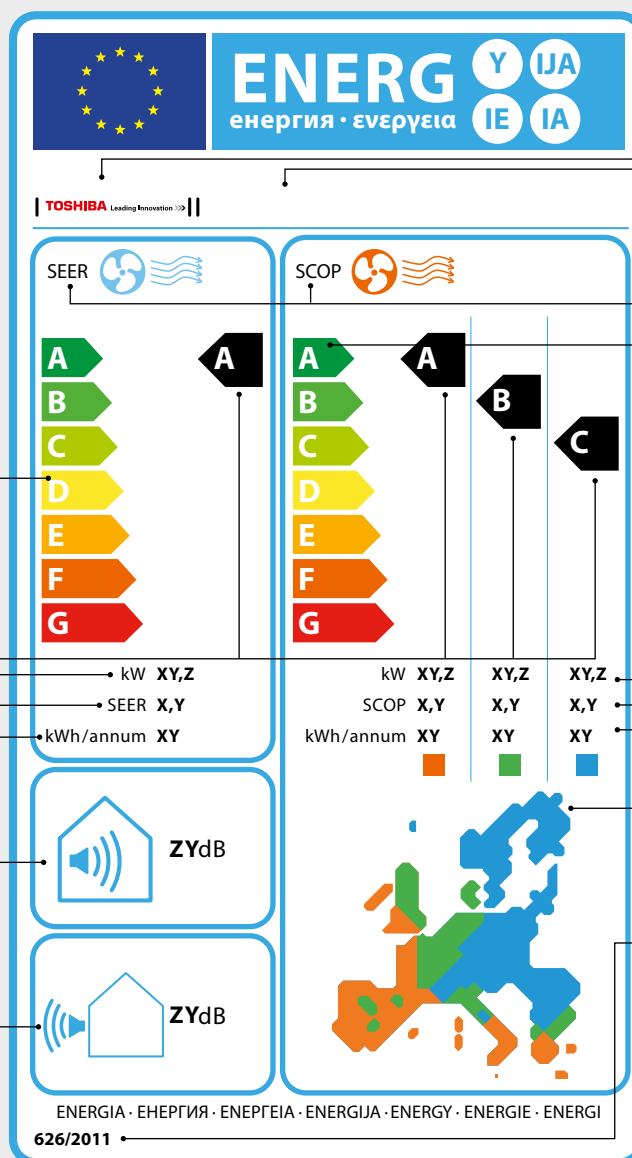 ENERG Y IJA
енергия · ενεργεια IE IA
TOSHIBA Leading Innovation >>>
SEER
SCOP
A A
B
C
D
E
F
G
A A
B B
C C
D
E
F
G
kW XY,Z
SEER X,Y
kWh/annum XY
kW XY,Z XY,Z XY,Z
SCOP X,Y X,Y X,Y
kWh/annum XY XY XY
ZYdB
ZYdB
ENERGIA · ЕНЕРГИЯ · ΕΝΕΡΓΕΙΑ · ENERGIJA · ENERGY · ENERGIE · ENERGI
626/2011